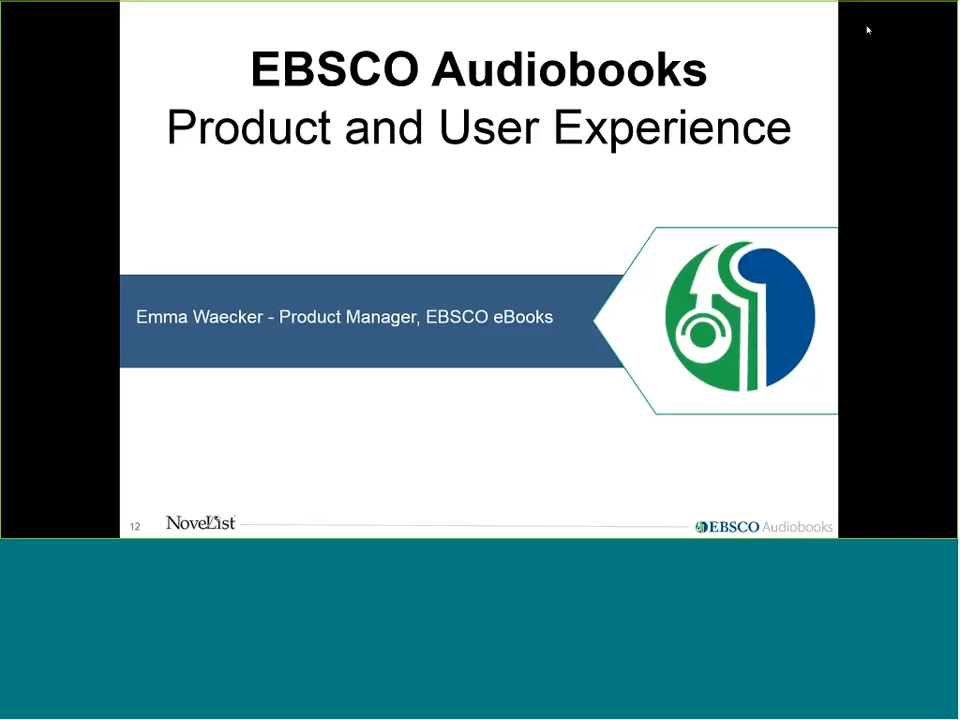 EBSCO Audiobooks
Product and User Experience
Emma Waecker - Product Manager, EBSCO eBooks
12
NoveList
EBSCO Audiobooks